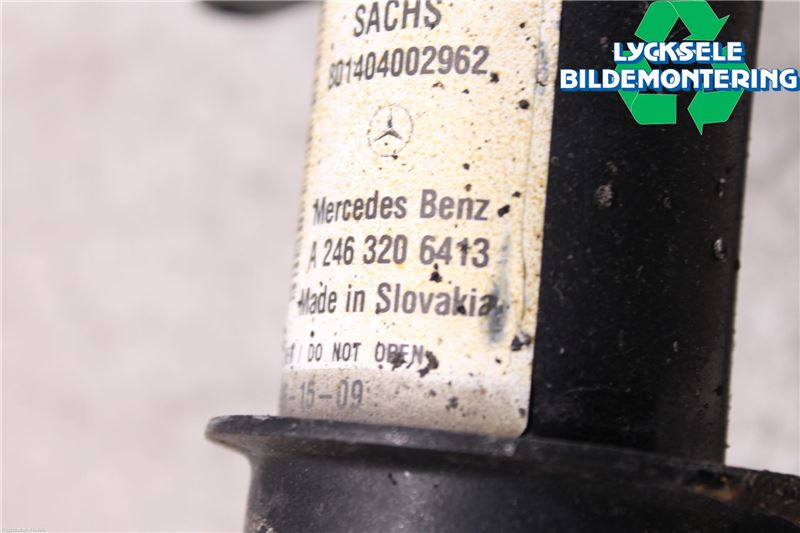 SACHS
801404002962
LYCKSELE
BILDEMONTERING
Mercedes Benz
A 246 320 6413
Made in Slovakia
/ DO NOT OPEN
-15-09